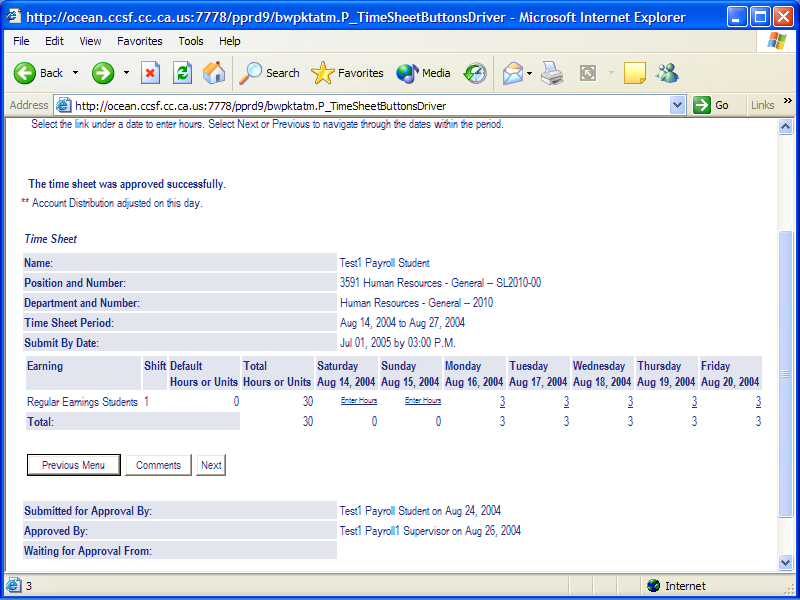 http://ocean.ccsf.cc.ca.us:7778/pprd9/bwpktatm.P_TimeSheetButtonsDriver - Microsoft Internet Explorer
File Edit View Favorites Tools Help
Back Search Favorites Media
Address http://ocean.ccsf.cc.ca.us:7778/pprd9/bwpktatm.P_TimeSheetButtonsDriver Go Links »
Select the link under a date to enter hours. Select Next or Previous to navigate through the dates within the period.
The time sheet was approved successfully.
** Account Distribution adjusted on this day.
Time Sheet
Name: Test1 Payroll Student
Position and Number: 3591 Human Resources - General -- SL2010-00
Department and Number: Human Resources - General -- 2010
Time Sheet Period: Aug 14, 2004 to Aug 27, 2004
Submit By Date: Jul 01, 2005 by 03:00 P.M.
Earning Shift Default Total Saturday Sunday Monday Tuesday Wednesday Thursday Friday
Hours or Units Hours or Units Aug 14, 2004 Aug 15, 2004 Aug 16, 2004 Aug 17, 2004 Aug 18, 2004 Aug 19, 2004 Aug 20, 2004
Regular Earnings Students 1 0 30 Enter Hours Enter Hours 3 3 3 3 3
Total: 30 0 0 3 3 3 3 3
Previous Menu Comments Next
Submitted for Approval By: Test1 Payroll Student on Aug 24, 2004
Approved By: Test1 Payroll1 Supervisor on Aug 26, 2004
Waiting for Approval From:
3 Internet